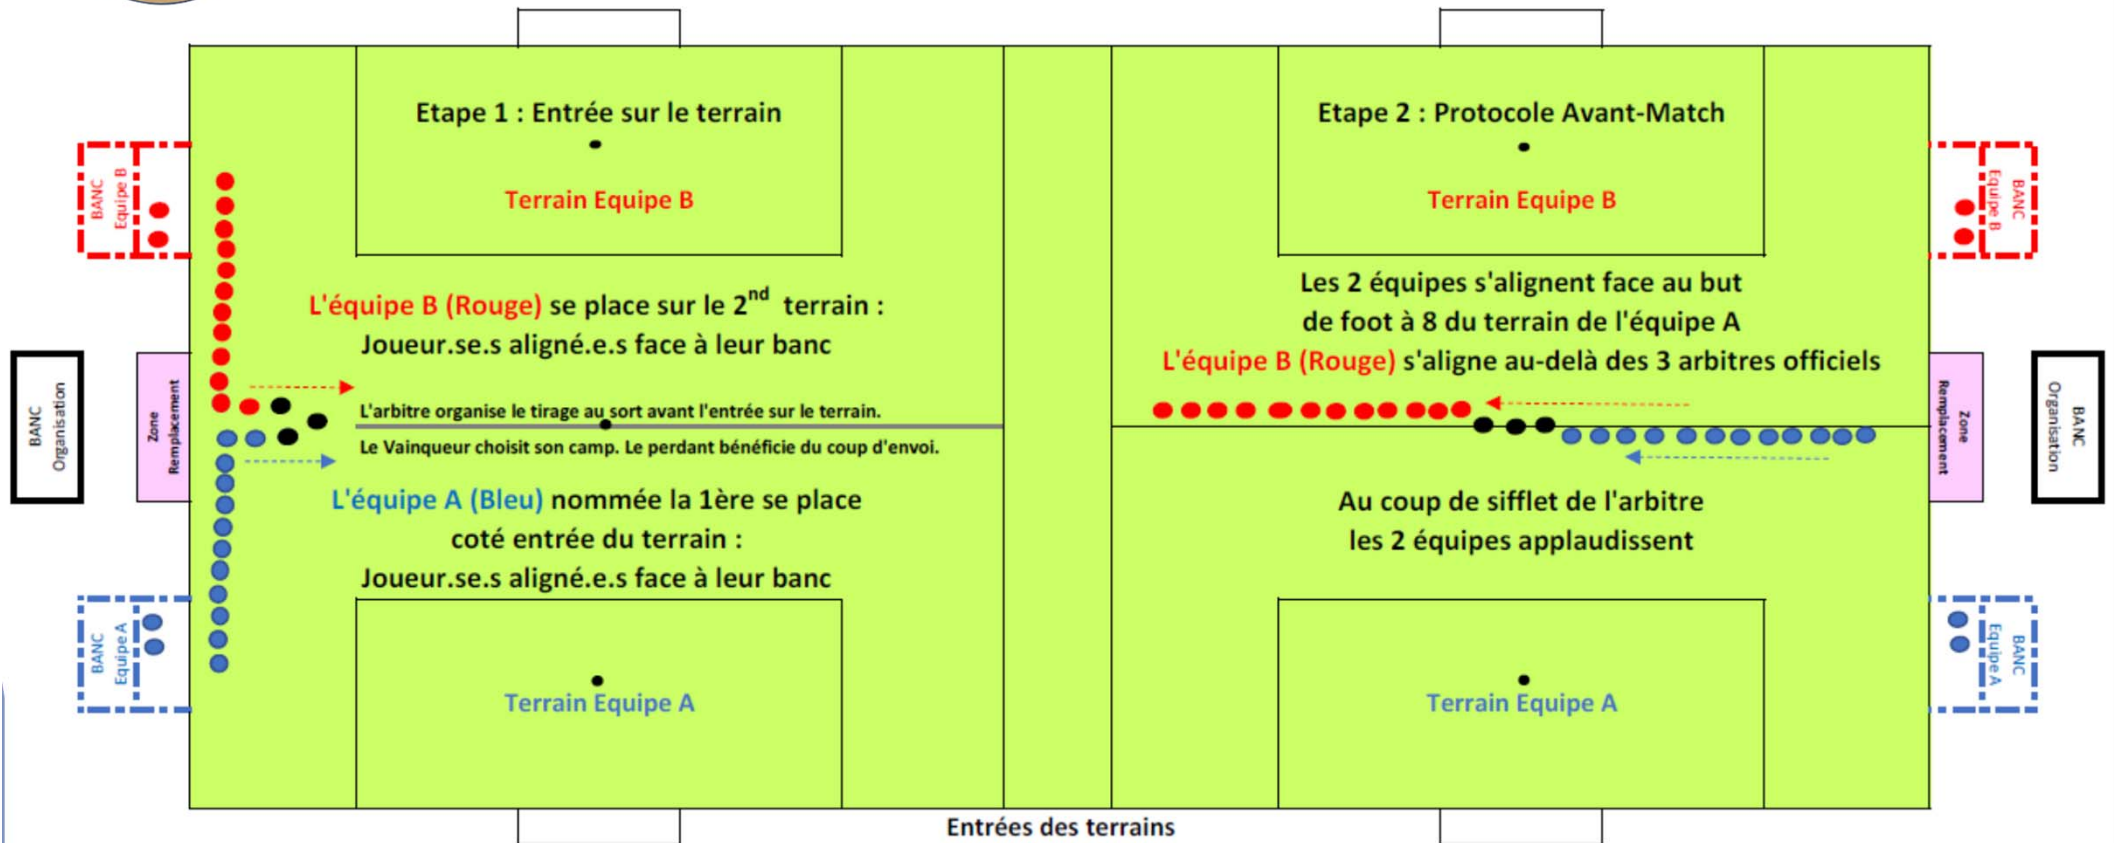 Etape 1 : Entrée sur le terrain
Terrain Equipe B
BANC
Equipe B
L'équipe B (Rouge) se place sur le 2nd terrain :
Joueur.se.s aligné.e.s face à leur banc
BANC
Organisation
Zone
Remplacement
L'arbitre organise le tirage au sort avant l'entrée sur le terrain.
Le Vainqueur choisit son camp. Le perdant bénéficie du coup d'envoi.
L'équipe A (Bleu) nommée la 1ère se place
coté entrée du terrain :
Joueur.se.s aligné.e.s face à leur banc
BANC
Equipe A
Terrain Equipe A
Etape 2 : Protocole Avant-Match
Terrain Equipe B
BANC
Equipe B
Les 2 équipes s'alignent face au but
de foot à 8 du terrain de l'équipe A
L'équipe B (Rouge) s'aligne au-delà des 3 arbitres officiels
Zone
Remplacement
BANC
Organisation
Au coup de sifflet de l'arbitre
les 2 équipes applaudissent
BANC
Equipe A
Terrain Equipe A
Entrées des terrains